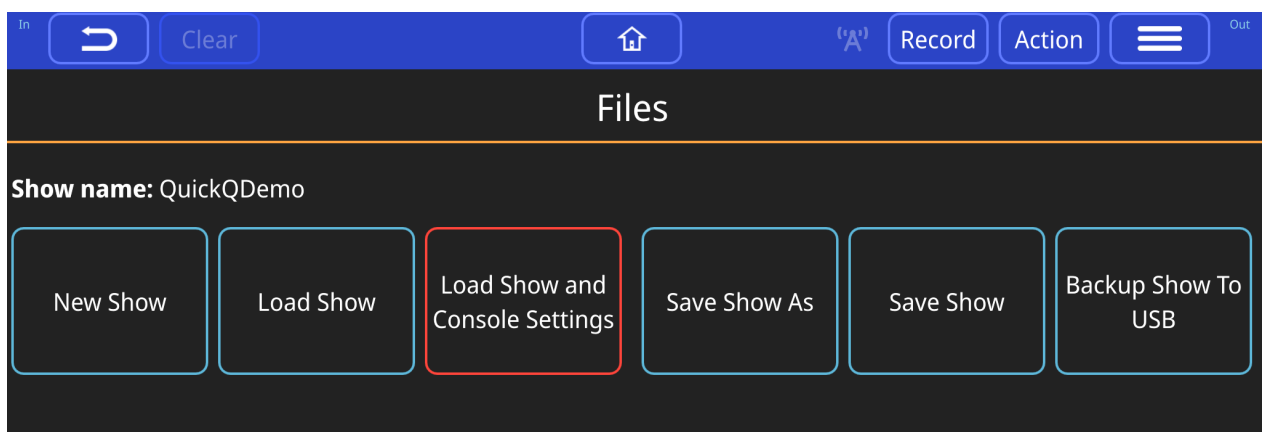 In
Clear
Record
Action
Out
Files
Show name: QuickQDemo
New Show
Load Show
Load Show and
Console Settings
Save Show As
Save Show
Backup Show To
USB